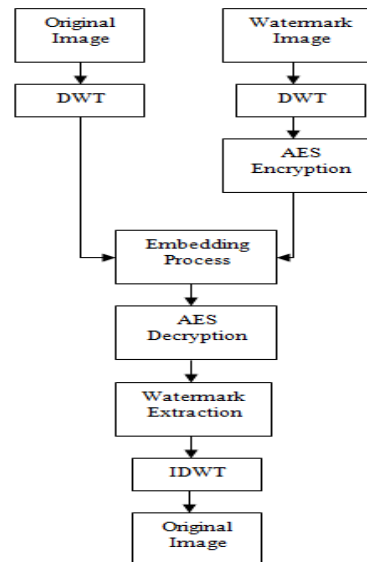 Original
Image
Watermark
Image
DWT
DWT
AES
Encryption
Embedding
Process
AES
Decryption
Watermark
Extraction
IDWT
Original
Image